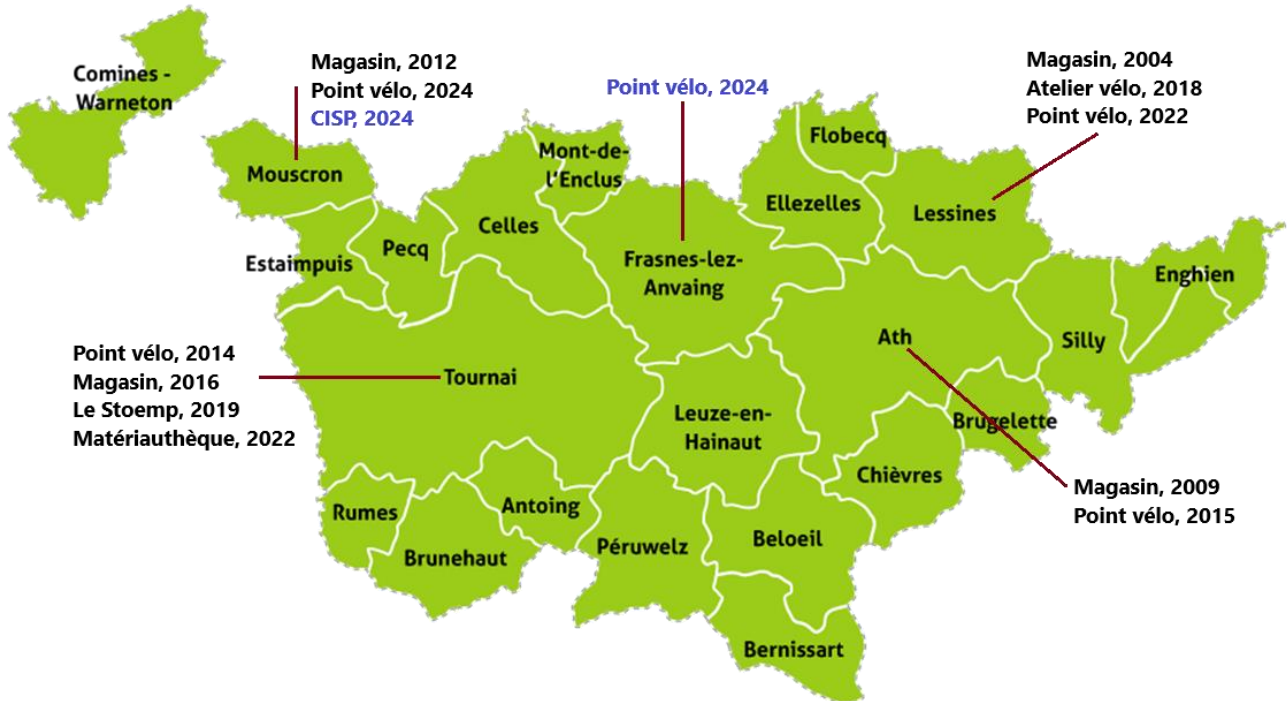 Comines -
Warneton
Magasin, 2012
Point vélo, 2024
CISP, 2024
Mouscron
Point vélo, 2024
Magasin, 2004
Atelier vélo, 2018
Point vélo, 2022
Mont-de-
l'Enclus
Flobecq
Ellezelles
Lessines
Estaimpuis
Pecq
Celles
Frasnes-lez-
Anvaing
Enghien
Silly
Ath
Point vélo, 2014
Magasin, 2016
Le Stoemp, 2019
Matériauthèque, 2022
Tournai
Leuze-en-
Hainaut
Brugelette
Chièvres
Magasin, 2009
Point vélo, 2015
Rumes
Antoing
Brunehaut
Péruwelz
Beloeil
Bernissart